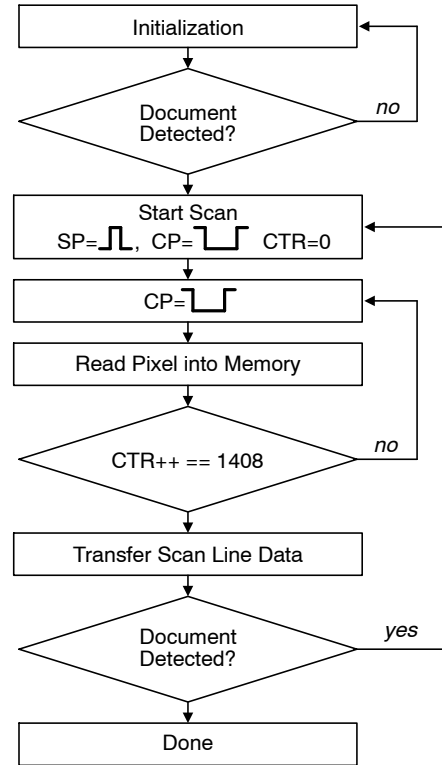 Initialization
Document
Detected?
no
Start Scan
SP= , CP= CTR=0
CP=
Read Pixel into Memory
CTR++ == 1408
no
Transfer Scan Line Data
Document
Detected?
yes
Done